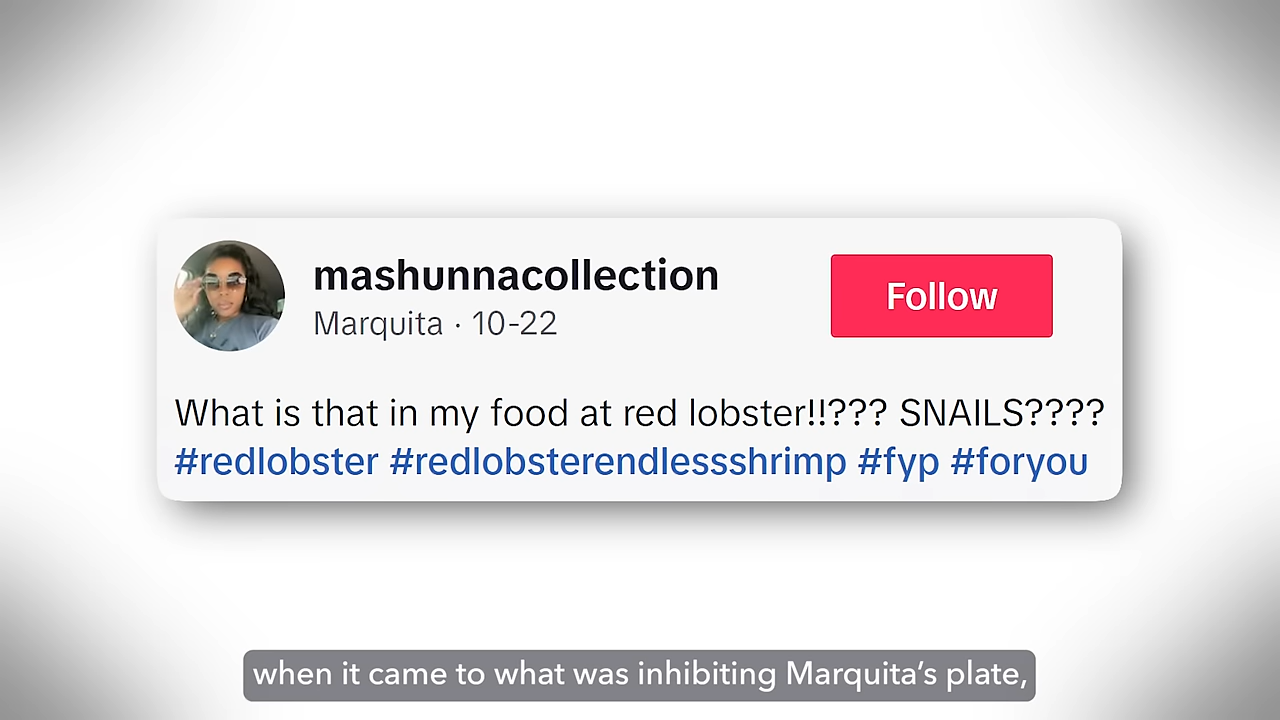 mashunnacollection
Marquita · 10-22
Follow
What is that in my food at red lobster!!??? SNAILS????
#redlobster #redlobsterendlessshrimp #fyp #foryou
when it came to what was inhibiting Marquita’s plate,